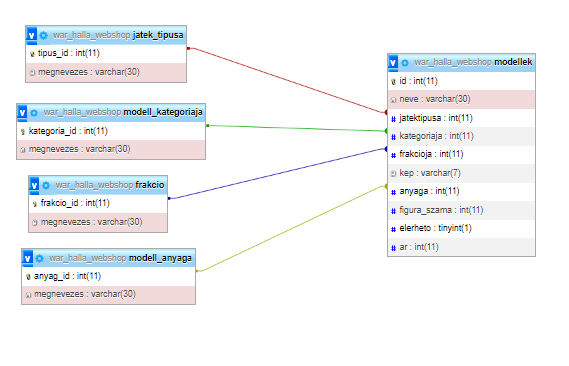 war_halla_webshop jatek_tipusa
tipus_id : int(11)
megnevezes : varchar(30)
war_halla_webshop modell_kategoriaja
kategoria_id : int(11)
megnevezes : varchar(30)
war_halla_webshop frakcio
frakcio_id : int(11)
megnevezes : varchar(30)
war_halla_webshop modell_anyaga
anyag_id : int(11)
megnevezes : varchar(30)
war_halla_webshop modellek
id : int(11)
neve : varchar(30)
# jatektipusa : int(11)
# kategoriaja : int(11)
# frakcioja : int(11)
kep : varchar(7)
# anyaga : int(11)
# figura_szama : int(11)
# elerheto : tinyint(1)
# ar : int(11)